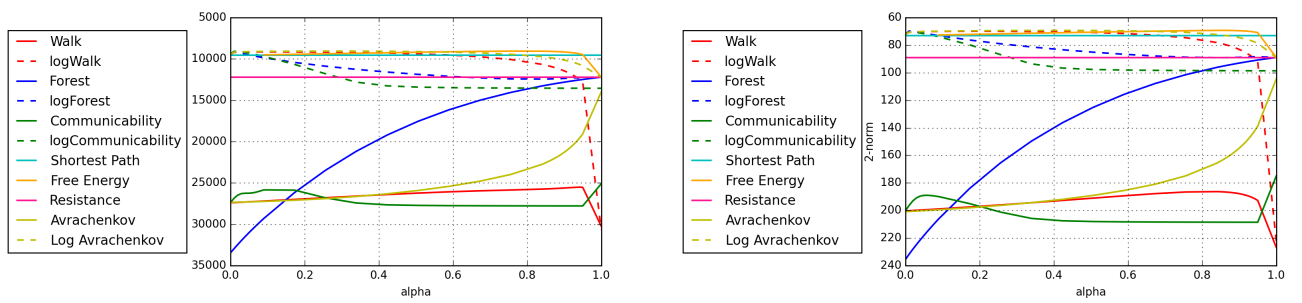 Walk
logWalk
Forest
logForest
Communicability
logCommunicability
Shortest Path
Free Energy
Resistance
Avrachenkov
Log Avrachenkov
5000
10000
15000
20000
25000
30000
35000
0.0 0.2 0.4 0.6 0.8 1.0
alpha
Walk
logWalk
Forest
logForest
Communicability
logCommunicability
Shortest Path
Free Energy
Resistance
Avrachenkov
Log Avrachenkov
2-norm
60
80
100
120
140
160
180
200
220
240
0.0 0.2 0.4 0.6 0.8 1.0
alpha